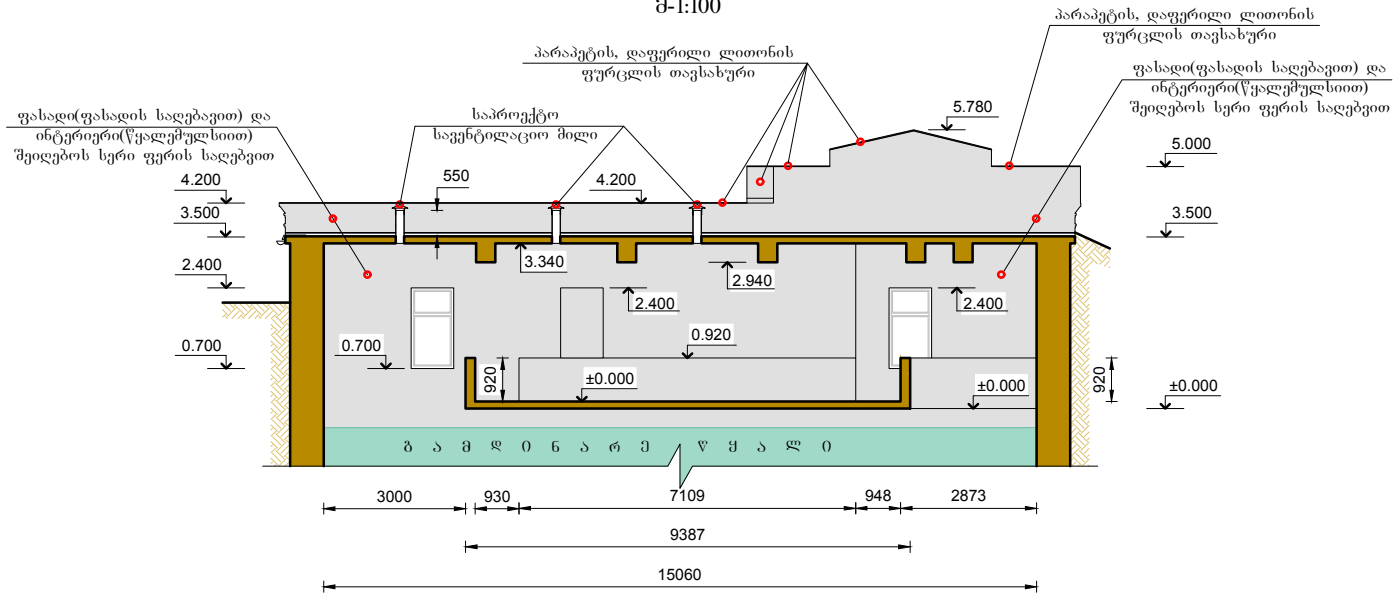 მ-1:100
პარაპეტის, დაფერილი ლითონის
ფურცლის თავსახური
პარაპეტის, დაფერილი ლითონის
ფურცლის თავსახური
ფასადი(ფასადის საღებავით) და
ინტერიერი(წყალემულსიით)
შეიღებოს სერი ფერის საღებვით
საპროექტო
სავენტილაციო მილი
ფასადი(ფასადის საღებავით) და
ინტერიერი(წყალემულსიით)
შეიღებოს სერი ფერის საღებვით
5.780
5.000
4.200
550
4.200
3.500
3.500
3.340
2.940
2.400
2.400
2.400
0.700
0.700
0.920
920
±0.000
±0.000
920
±0.000
გამდინარე წყალი
3000
930
7109
948
2873
9387
15060